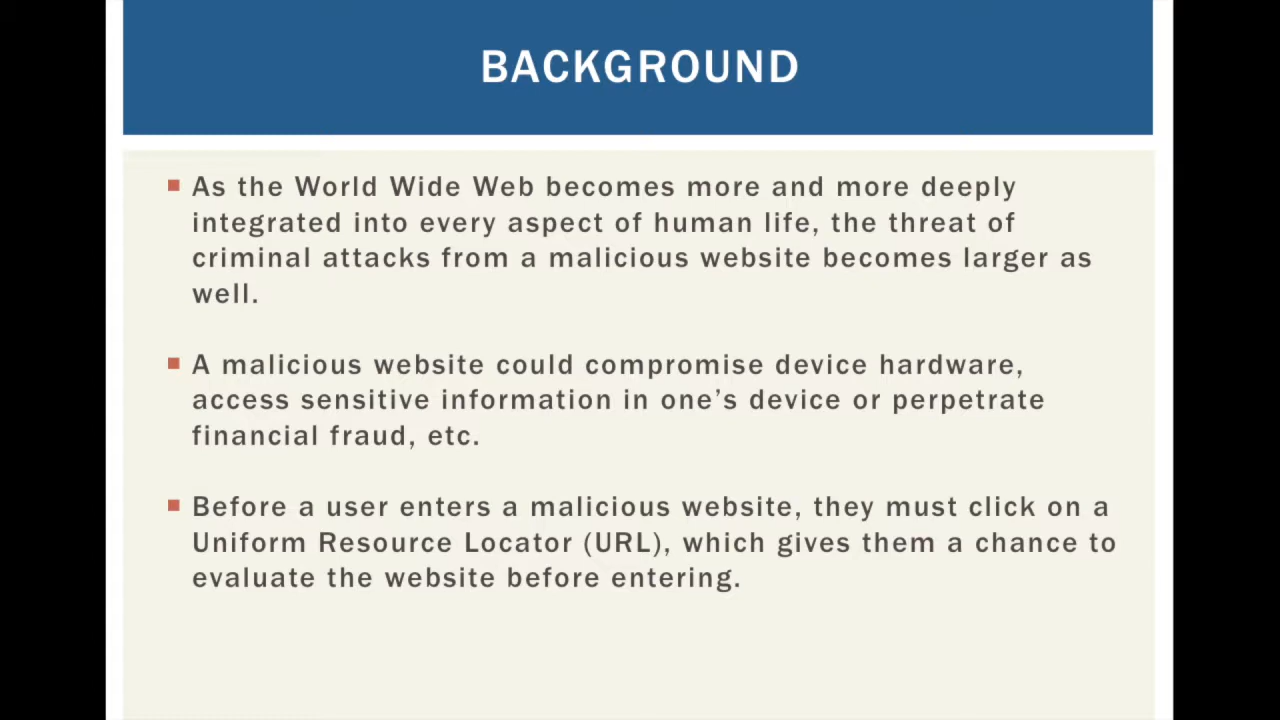 BACKGROUND
As the World Wide Web becomes more and more deeply
integrated into every aspect of human life, the threat of
criminal attacks from a malicious website becomes larger as
well.
A malicious website could compromise device hardware,
access sensitive information in one’s device or perpetrate
financial fraud, etc.
Before a user enters a malicious website, they must click on a
Uniform Resource Locator (URL), which gives them a chance to
evaluate the website before entering.